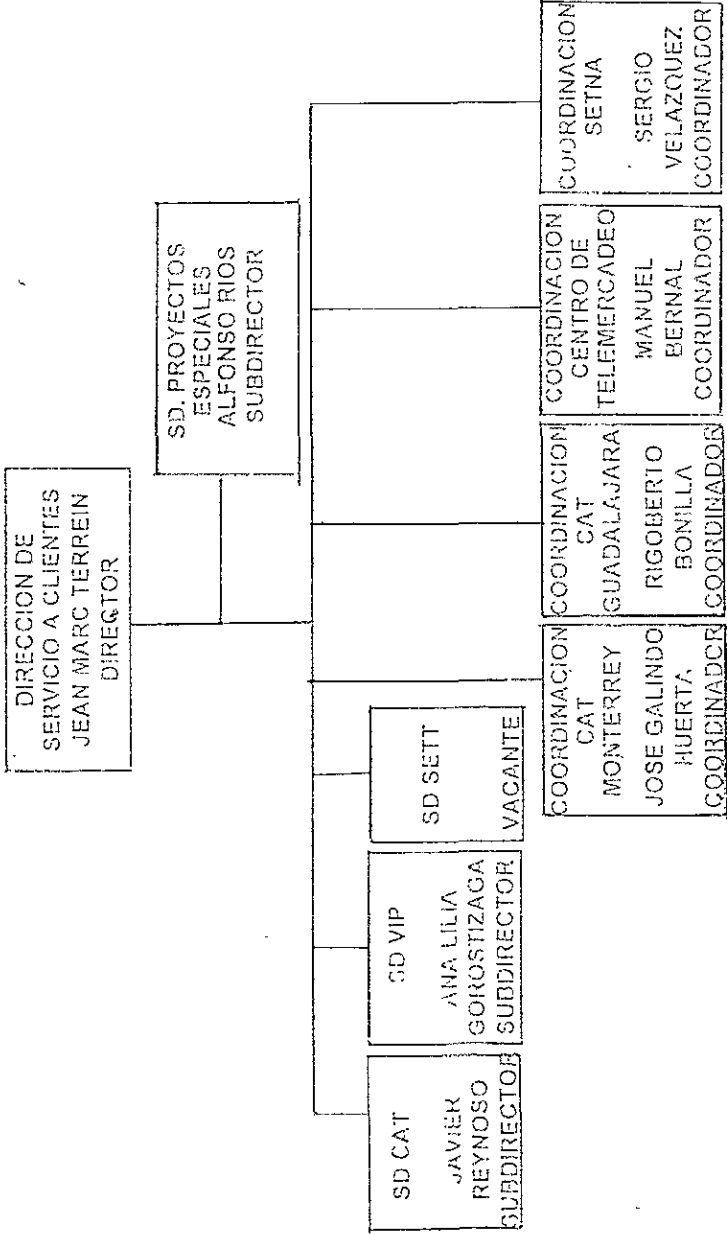 DIRECCION DE
SERVICIO A CLIENTES
JEAN MARC TERREIN
DIRECTOR
SD. PROYECTOS
ESPECIALES
ALFONSO RIOS
SUBDIRECTOR
SD CAT
JAVIER
REYNOSO
SUBDIRECTOR
SD VIP
ANA LILIA
GOROSTIZAGA
SUBDIRECTOR
SD SETT
VACANTE
COORDINACION
CAT
MONTERREY
JOSE GALINDO
HUERTA
COORDINADOR
COORDINACION
CAT
GUADALAJARA
RIGOBERTO
BONILLA
COORDINADOR
COORDINACION
CENTRO DE
TELEMERCADEO
MANUEL
BERNAL
COORDINADOR
COORDINACION
SETNA
SERGIO
VELAZQUEZ
COORDINADOR